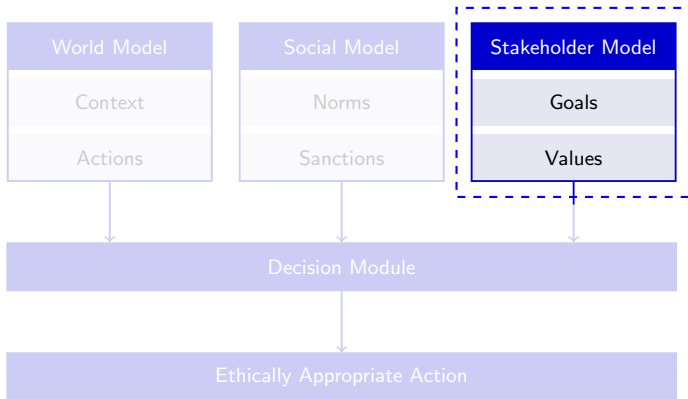 World Model
Social Model
Stakeholder Model
Context
Norms
Goals
Actions
Sanctions
Values
Decision Module
Ethically Appropriate Action